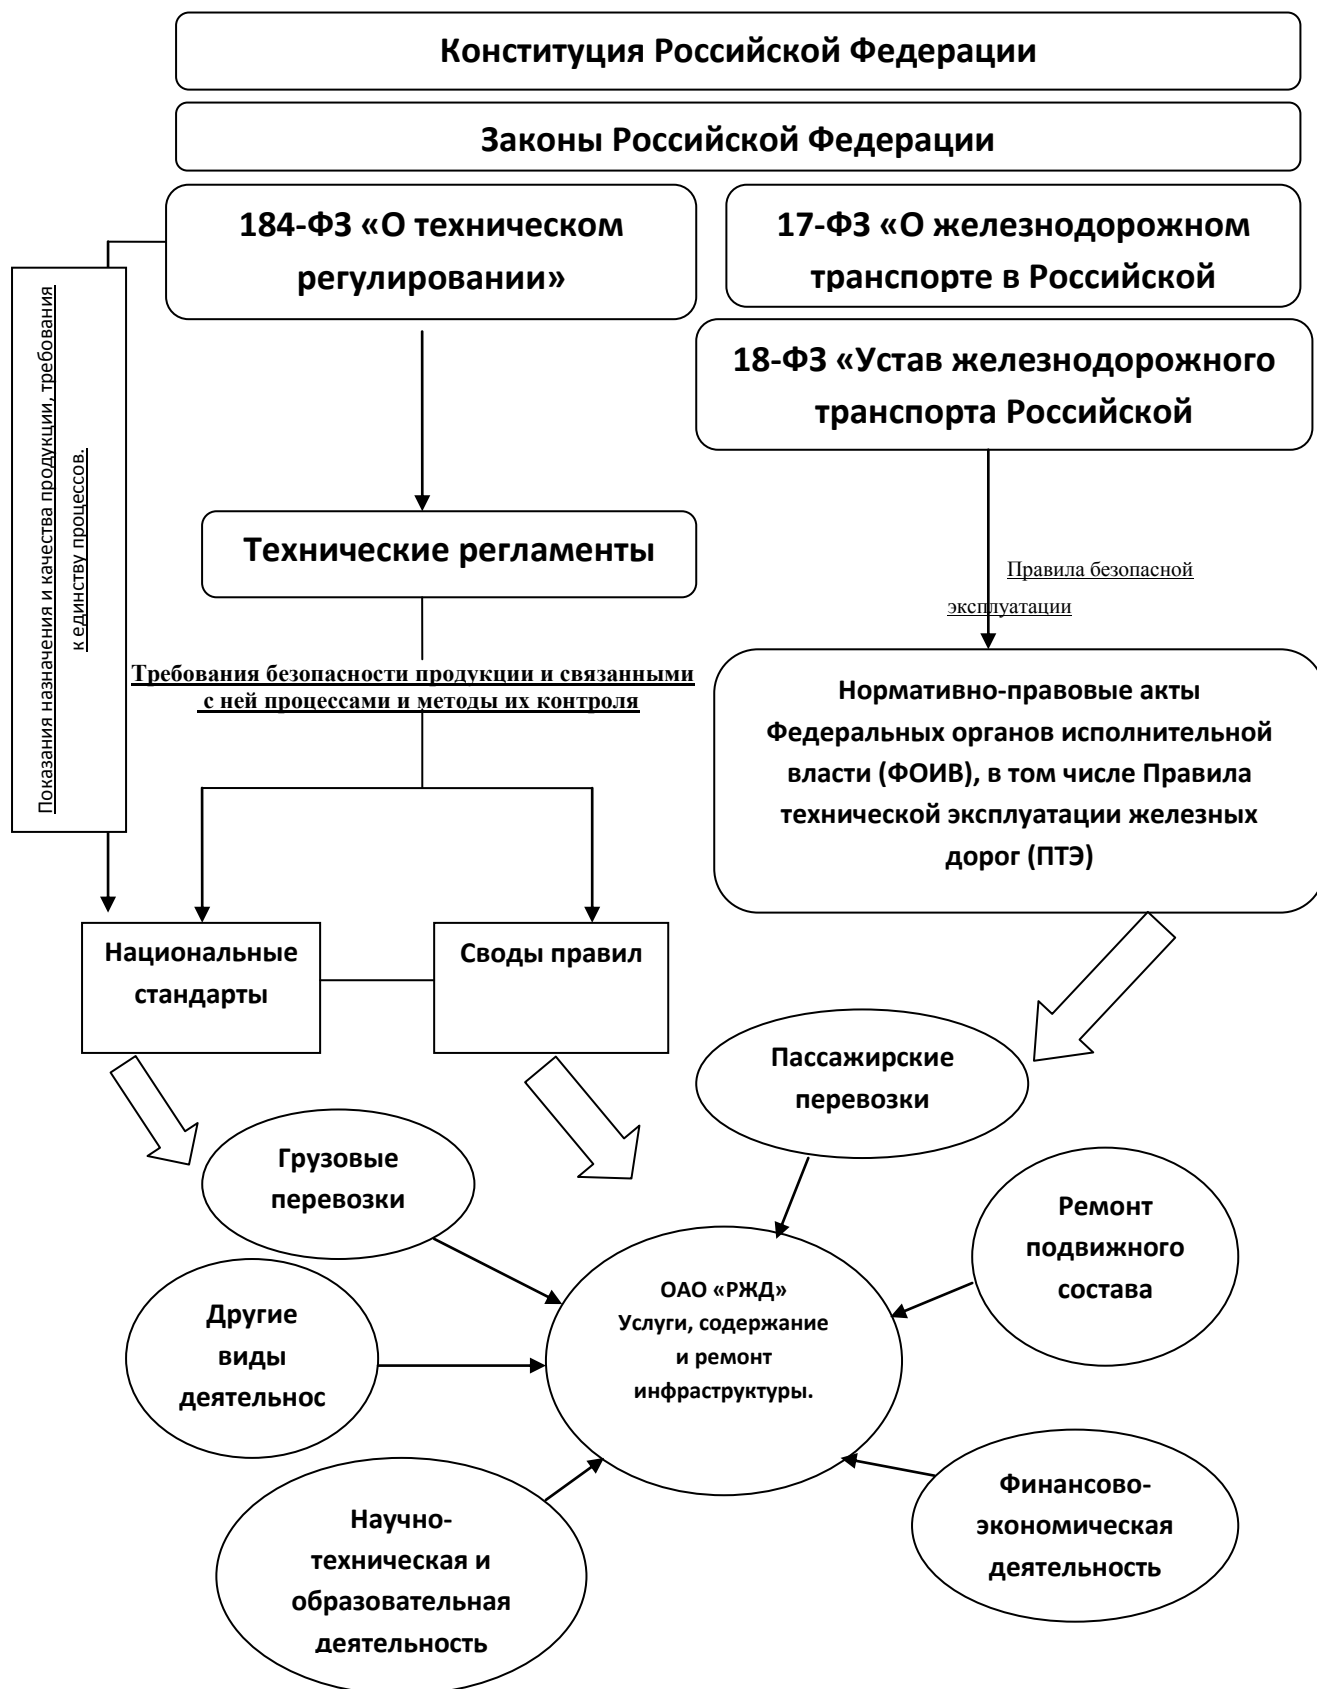 Конституция Российской Федерации
Законы Российской Федерации
184-ФЗ «О техническом
регулировании»
17-ФЗ «О железнодорожном
транспорте в Российской
18-ФЗ «Устав железнодорожного
транспорта Российской
Показания назначения и качества продукции, требования
к единству процессов.
Технические регламенты
Правила безопасной
эксплуатации
Требования безопасности продукции и связанными
с ней процессами и методы их контроля
Нормативно-правовые акты
Федеральных органов исполнительной
власти (ФОИВ), в том числе Правила
технической эксплуатации железных
дорог (ПТЭ)
Национальные
стандарты
Своды правил
Пассажирские
перевозки
Грузовые
перевозки
Ремонт
подвижного
состава
ОАО «РЖД»
Услуги, содержание
и ремонт
инфраструктуры.
Другие
виды
деятельнос
Финансово-
экономическая
деятельность
Научно-
техническая и
образовательная
деятельность